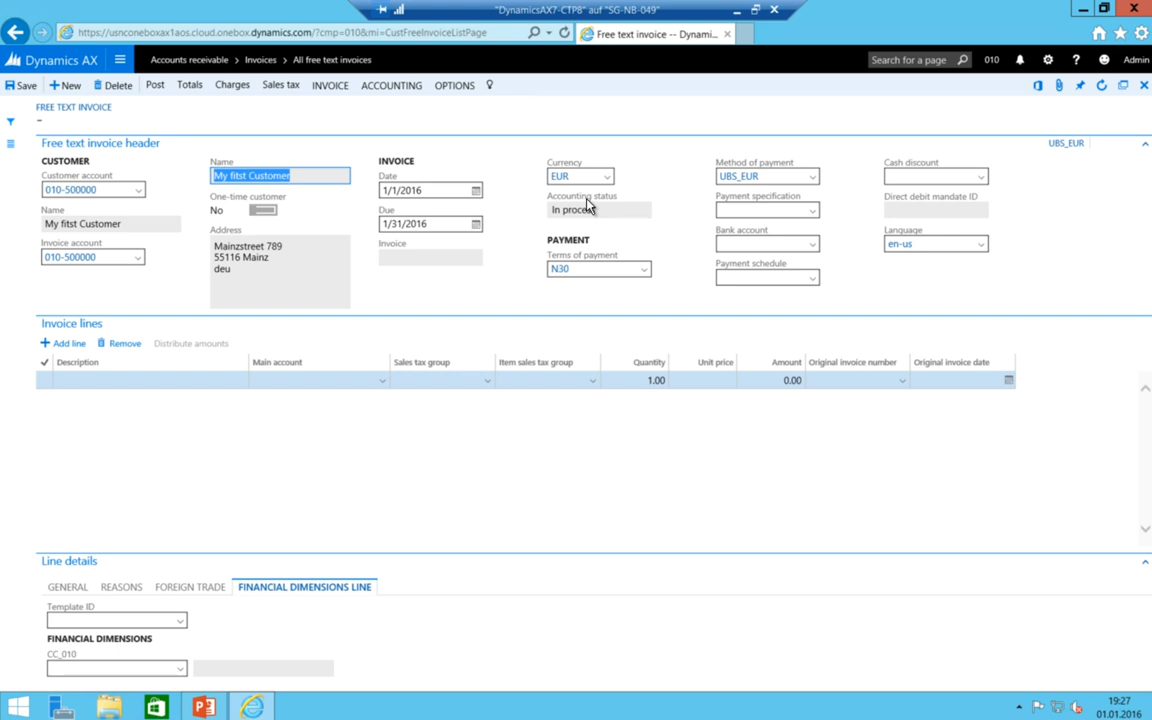 "DynamicsAX7-CTP8" auf "SG-NB-049"
https://usnconeboxax1aos.cloud.onebox.dynamics.com/?cmp=010&mi=CustFreeInvoiceListPage
Free text invoice -- Dynami...
Dynamics AX
Accounts receivable > Invoices > All free text invoices
Search for a page
010
Admin
Save
New
Delete
Post
Totals
Charges
Sales tax
INVOICE
ACCOUNTING
OPTIONS
FREE TEXT INVOICE
-
Free text invoice header
UBS_EUR
CUSTOMER
Customer account
010-500000
Name
My fitst Customer
Invoice account
010-500000
Name
My fitst Customer
One-time customer
No
Address
Mainzstreet 789
55116 Mainz
deu
INVOICE
Date
1/1/2016
Due
1/31/2016
Invoice
Currency
EUR
Accounting status
In process
PAYMENT
Terms of payment
N30
Method of payment
UBS_EUR
Payment specification
Bank account
Payment schedule
Cash discount
Direct debit mandate ID
Language
en-us
Invoice lines
Add line
Remove
Distribute amounts
Description
Main account
Sales tax group
Item sales tax group
Quantity
Unit price
Amount
Original invoice number
Original invoice date
1.00
0.00
Line details
GENERAL
REASONS
FOREIGN TRADE
FINANCIAL DIMENSIONS LINE
Template ID
FINANCIAL DIMENSIONS
CC_010
19:27
01.01.2016